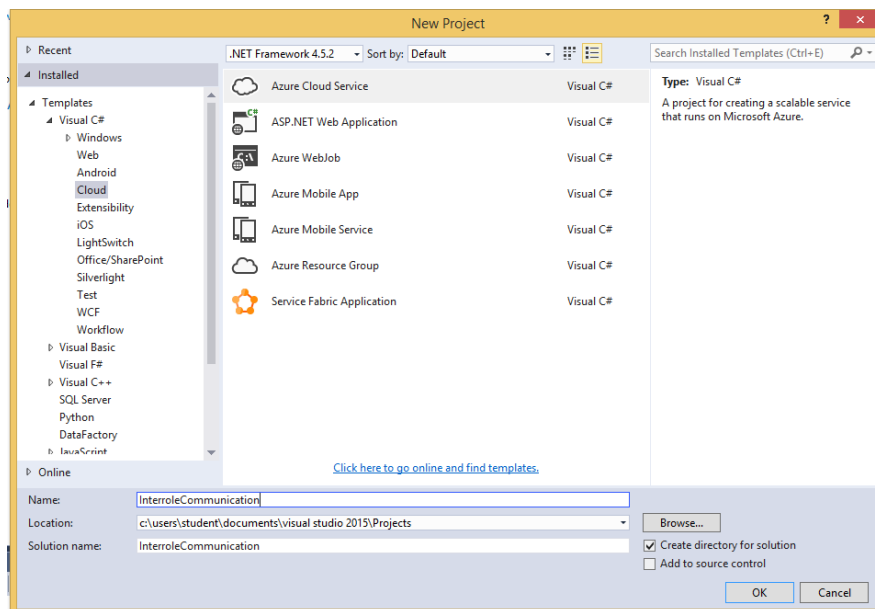 New Project
?
Recent
.NET Framework 4.5.2
Sort by:
Default
Search Installed Templates (Ctrl+E)
Installed
Templates
Visual C#
Windows
Web
Android
Cloud
Extensibility
iOS
LightSwitch
Office/SharePoint
Silverlight
Test
WCF
Workflow
Visual Basic
Visual F#
Visual C++
SQL Server
Python
DataFactory
JavaScript
Online
Azure Cloud Service Visual C#
ASP.NET Web Application Visual C#
Azure WebJob Visual C#
Azure Mobile App Visual C#
Azure Mobile Service Visual C#
Azure Resource Group Visual C#
Service Fabric Application Visual C#
Click here to go online and find templates.
Type: Visual C#
A project for creating a scalable service
that runs on Microsoft Azure.
Name: InterroleCommunication
Location: c:\users\student\documents\visual studio 2015\Projects
Browse...
Solution name: InterroleCommunication
Create directory for solution
Add to source control
OK
Cancel